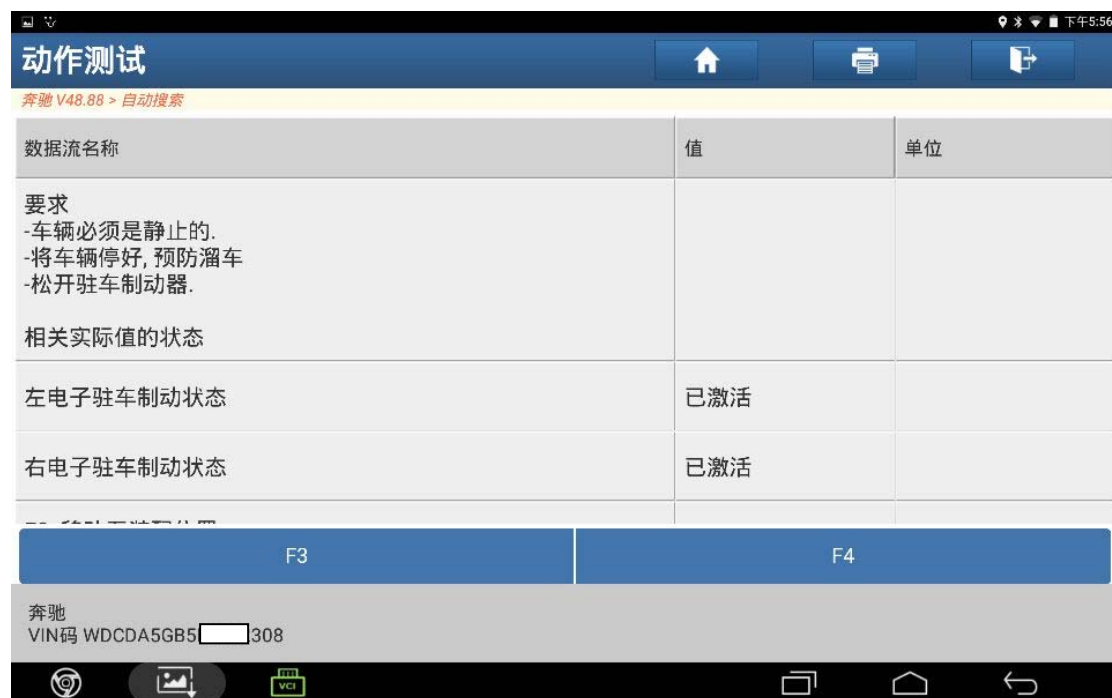 下午5:56
动作测试
奔驰 V48.88 > 自动搜索
数据流名称 值 单位
要求
-车辆必须是静止的.
-将车辆停好, 预防溜车
-松开驻车制动器.
相关实际值的状态
左电子驻车制动状态 已激活
右电子驻车制动状态 已激活
F3 F4
奔驰
VIN码 WDCDA5GB5 308
VCI